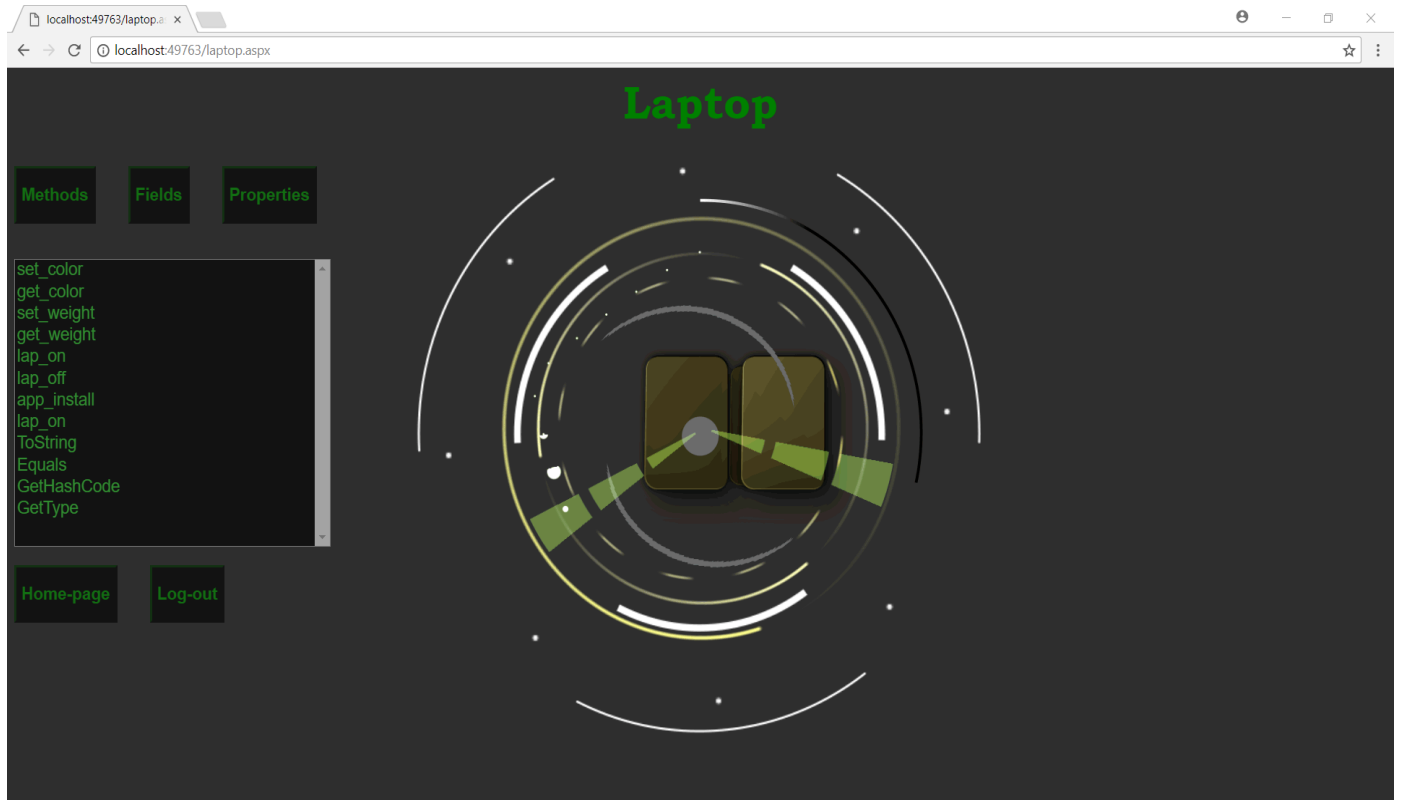 localhost:49763/laptop.a
localhost:49763/laptop.aspx
Laptop
Methods Fields Properties
set_color
get_color
set_weight
get_weight
lap_on
lap_off
app_install
lap_on
ToString
Equals
GetHashCode
GetType
Home-page Log-out